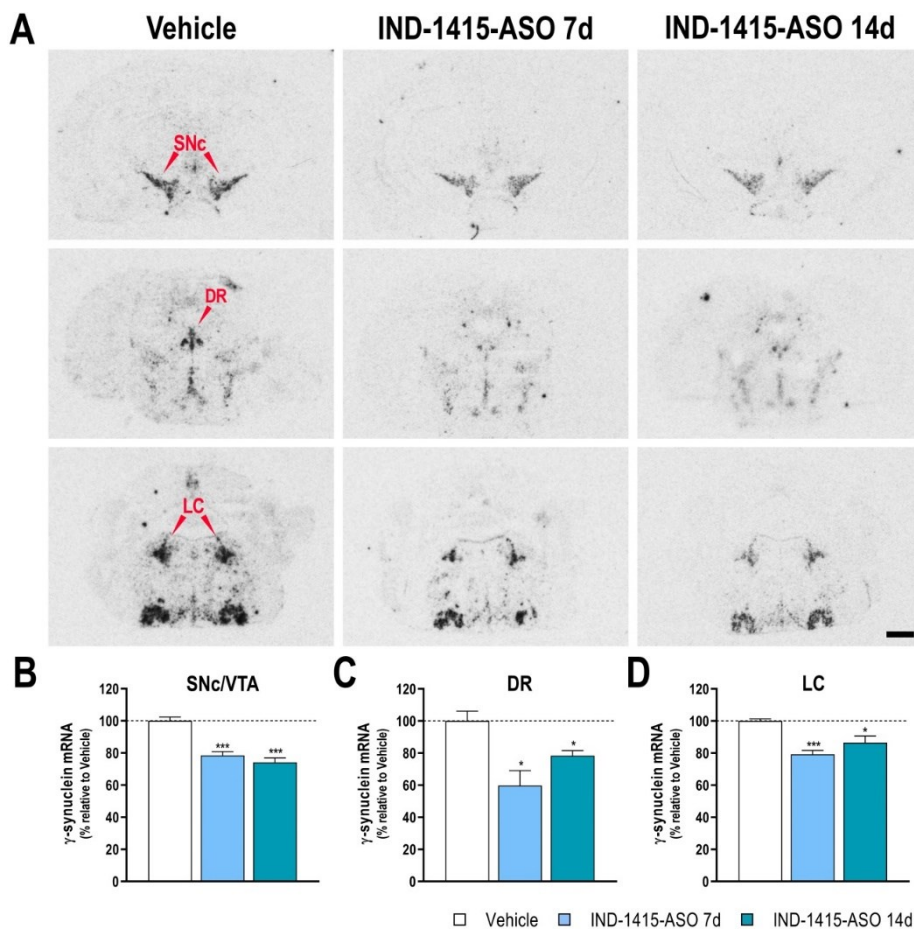 A
Vehicle
IND-1415-ASO 7d
IND-1415-ASO 14d
SNc
DR
LC
B
SNc/VTA
γ-synuclein mRNA
(% relative to Vehicle)
120
100
80
60
40
20
0
***
***
C
DR
γ-synuclein mRNA
(% relative to Vehicle)
120
100
80
60
40
20
0
*
*
D
LC
γ-synuclein mRNA
(% relative to Vehicle)
120
100
80
60
40
20
0
***
*
Vehicle
IND-1415-ASO 7d
IND-1415-ASO 14d